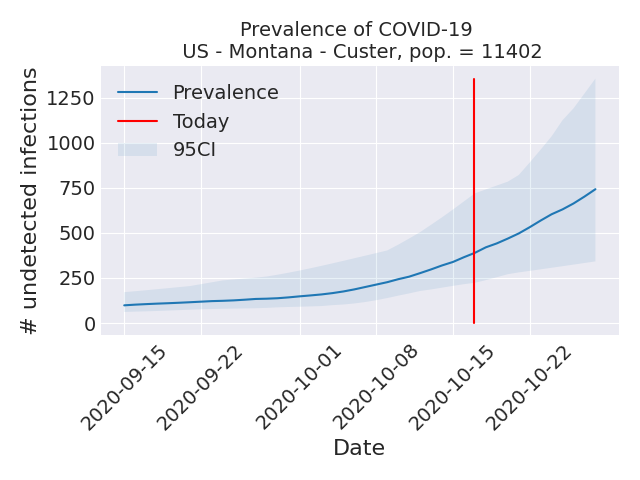 Prevalence of COVID-19
US - Montana - Custer, pop. = 11402
# undetected infections
1250
1000
750
500
250
0
Prevalence
Today
95CI
2020-09-15
2020-09-22
2020-10-01
2020-10-08
2020-10-15
2020-10-22
Date